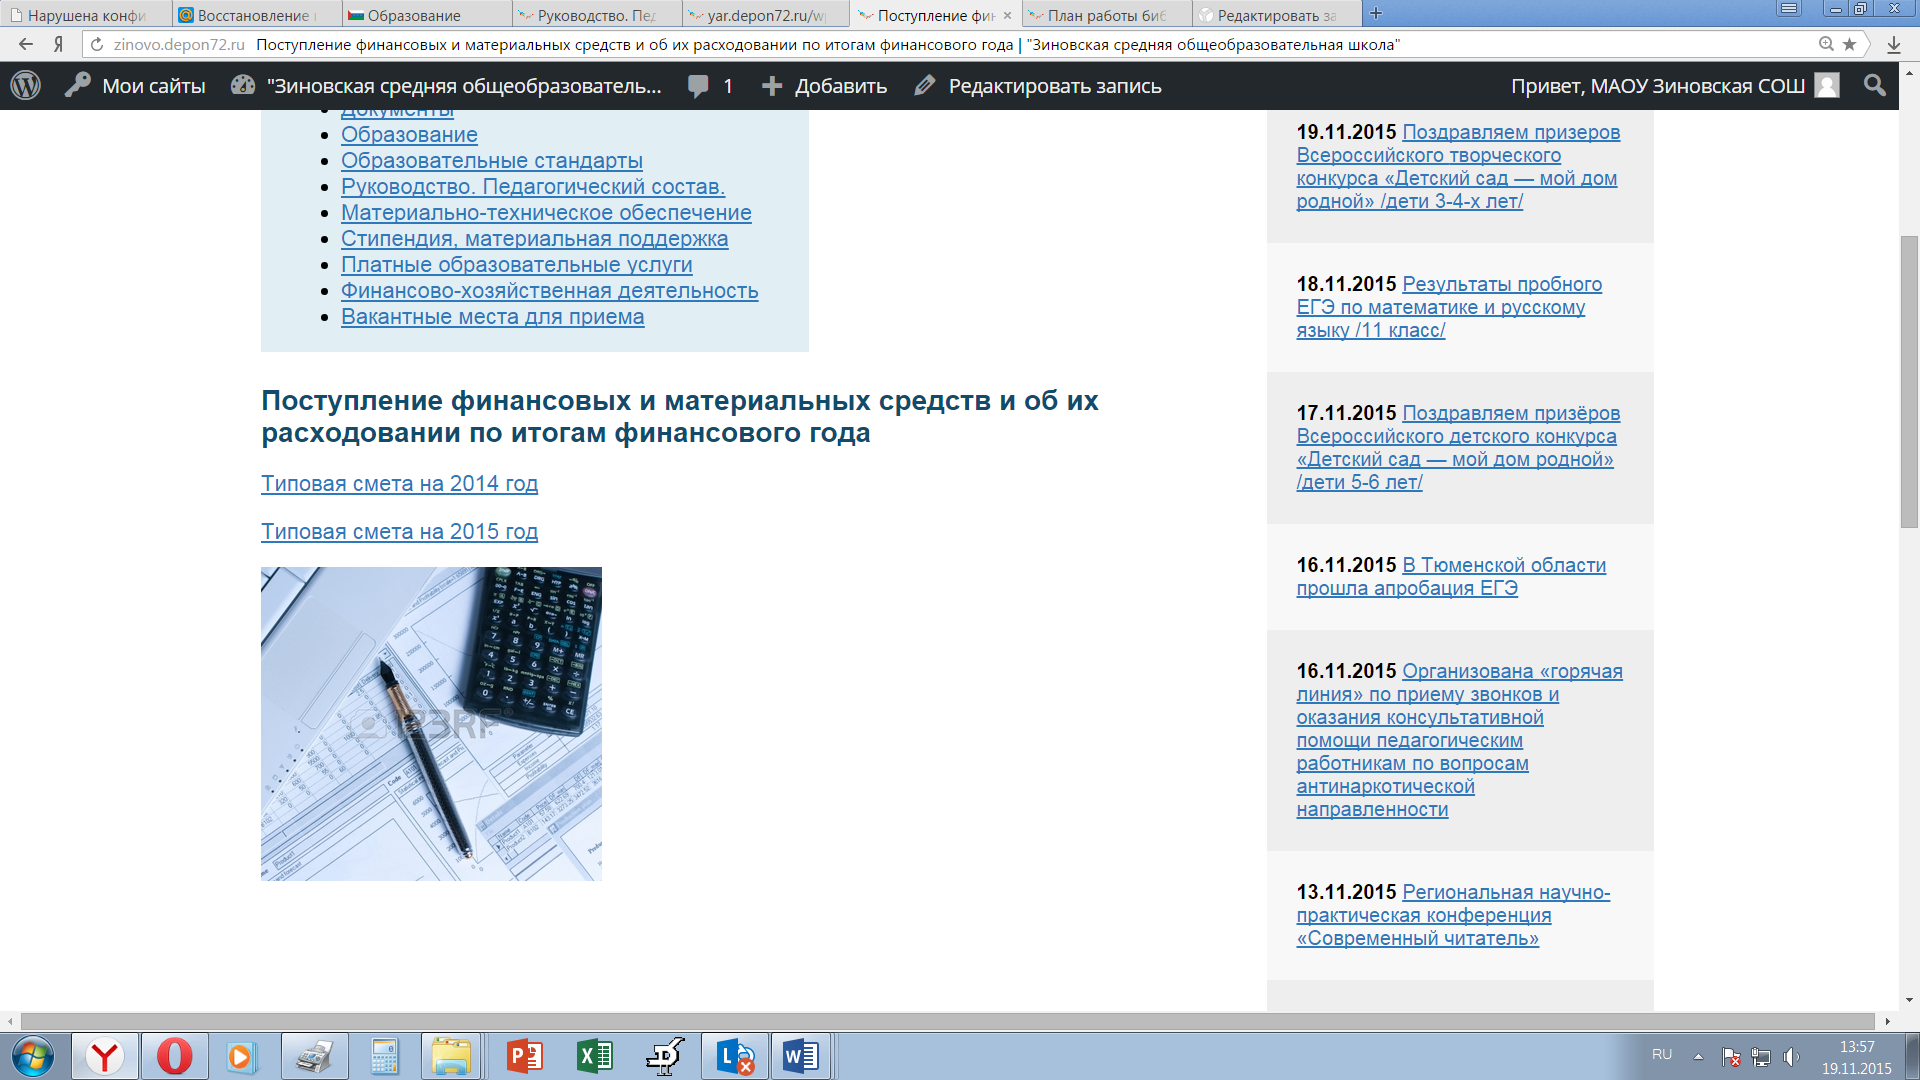 Нарушена конфи
Восстановление
Образование
Руководство. Пед
yar.depon72.ru/wp
Поступление фин
План работы биб
Редактировать за
zinovo.depon72.ru Поступление финансовых и материальных средств и об их расходовании по итогам финансового года | "Зиновская средняя общеобразовательная школа"
Мои сайты "Зиновская средняя общеобразователь... 1 Добавить Редактировать запись Привет, МАОУ Зиновская СОШ
Документы
Образование
Образовательные стандарты
Руководство. Педагогический состав.
Материально-техническое обеспечение
Стипендия, материальная поддержка
Платные образовательные услуги
Финансово-хозяйственная деятельность
Вакантные места для приема
Поступление финансовых и материальных средств и об их
расходовании по итогам финансового года
Типовая смета на 2014 год
Типовая смета на 2015 год
123RF
19.11.2015 Поздравляем призеров
Всероссийского творческого
конкурса «Детский сад — мой дом
родной» /дети 3-4-х лет/
18.11.2015 Результаты пробного
ЕГЭ по математике и русскому
языку /11 класс/
17.11.2015 Поздравляем призёров
Всероссийского детского конкурса
«Детский сад — мой дом родной»
/дети 5-6 лет/
16.11.2015 В Тюменской области
прошла апробация ЕГЭ
16.11.2015 Организована «горячая
линия» по приему звонков и
оказания консультативной
помощи педагогическим
работникам по вопросам
антинаркотической
направленности
13.11.2015 Региональная научно-
практическая конференция
«Современный читатель»
RU
13:57
19.11.2015